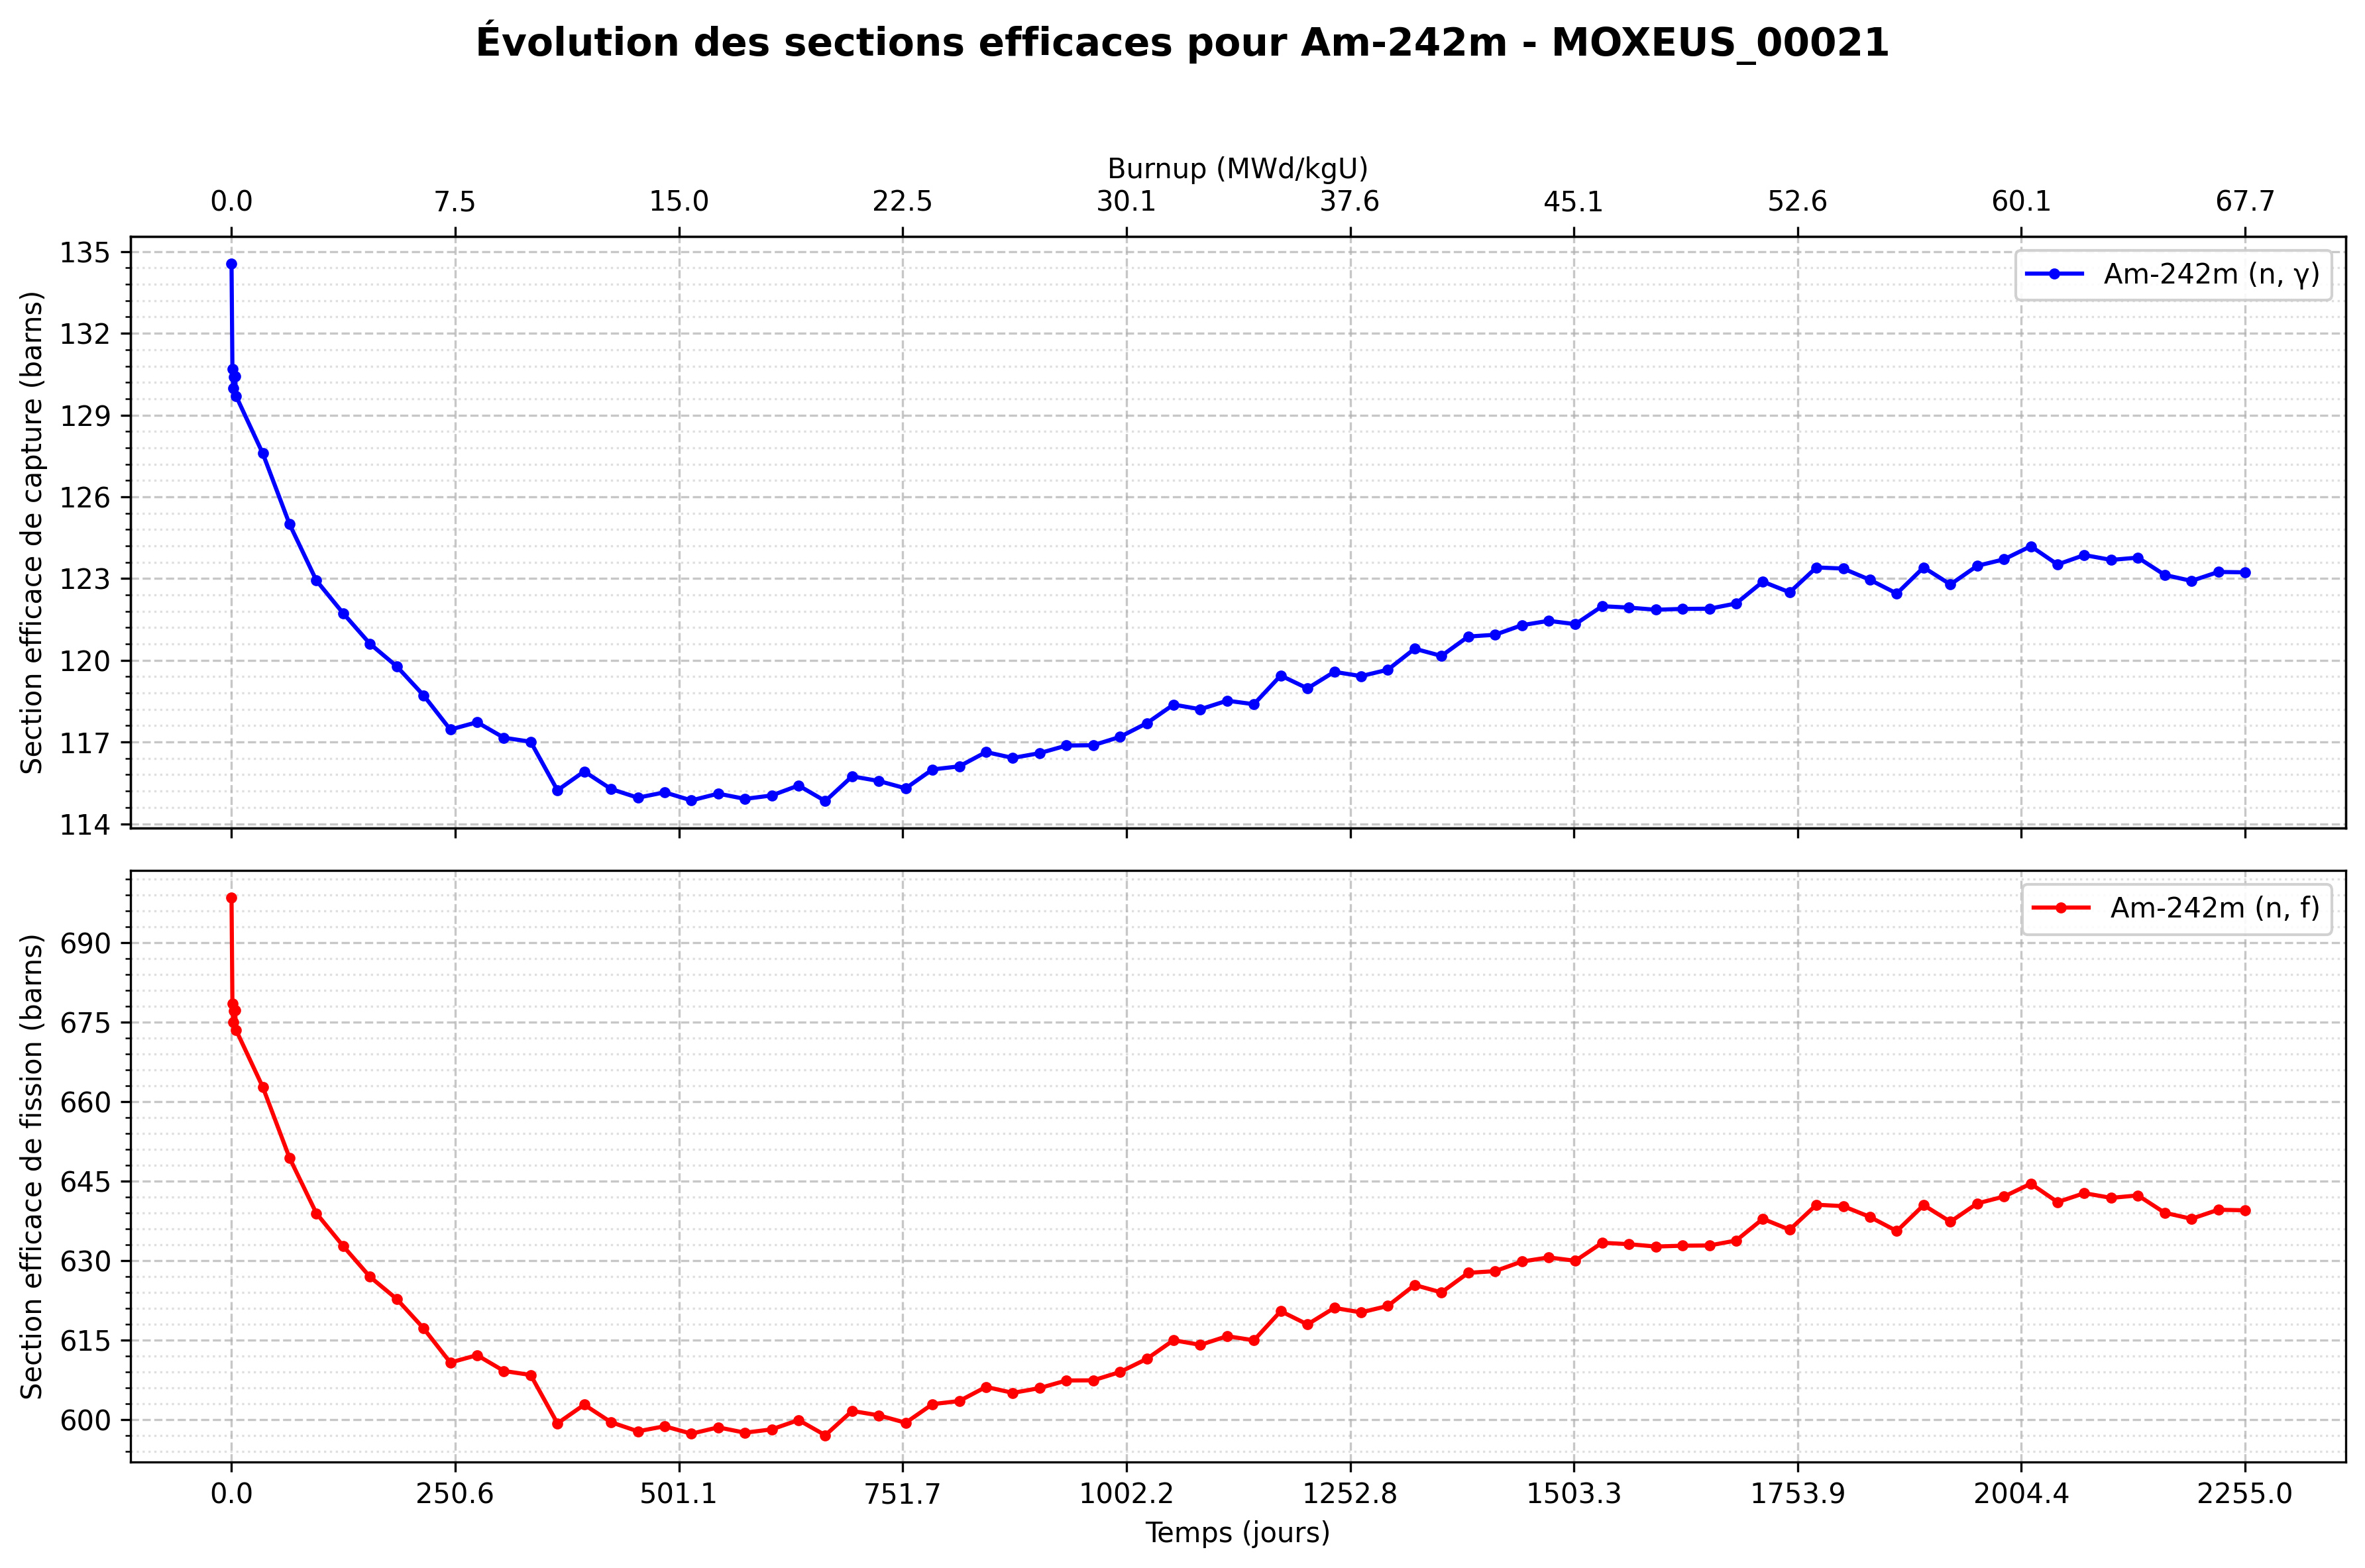 Évolution des sections efficaces pour Am-242m - MOXEUS_00021
Burnup (MWd/kgU)
0.0 7.5 15.0 22.5 30.1 37.6 45.1 52.6 60.1 67.7
Section efficace de capture (barns)
135
132
129
126
123
120
117
114
Am-242m (n, γ)
Section efficace de fission (barns)
690
675
660
645
630
615
600
Am-242m (n, f)
0.0 250.6 501.1 751.7 1002.2 1252.8 1503.3 1753.9 2004.4 2255.0
Temps (jours)